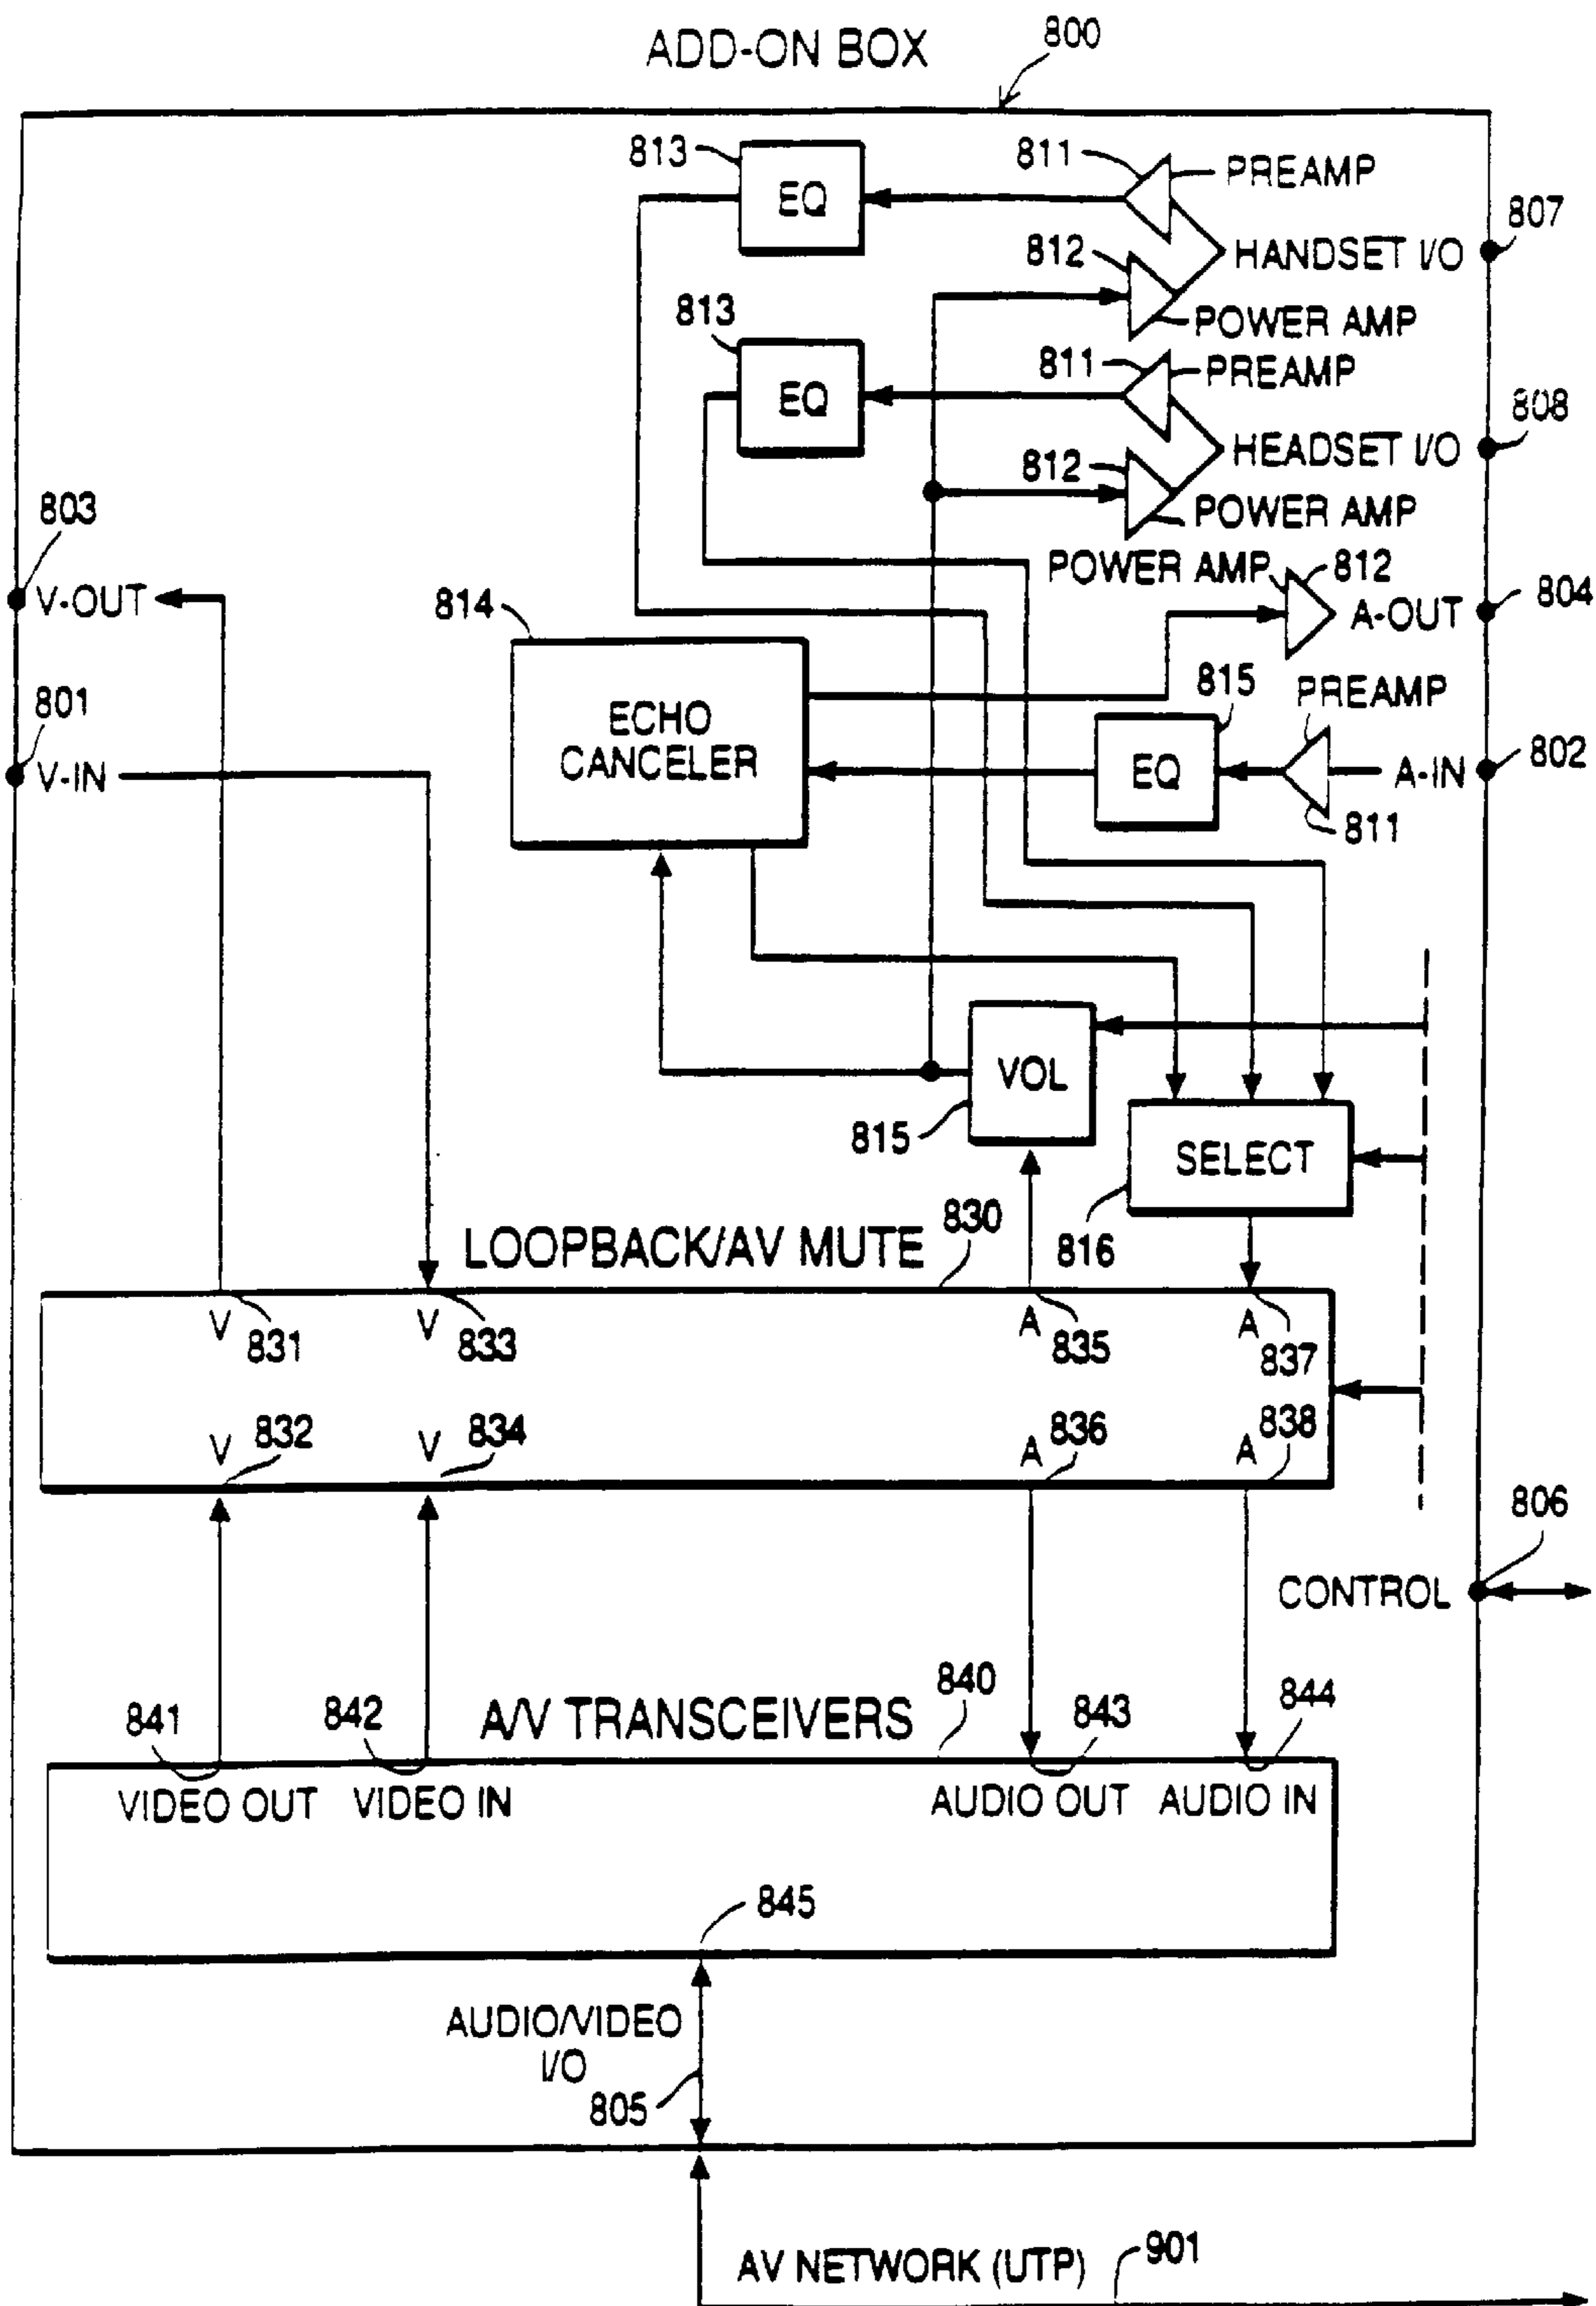 ADD-ON BOX
800
813
EQ
811
PREAMP
807
HANDSET I/O
812
POWER AMP
813
EQ
811
PREAMP
808
HEADSET I/O
812
POWER AMP
803
V-OUT
814
POWER AMP
812
A-OUT
804
801
V-IN
ECHO
CANCELER
815
EQ
PREAMP
A-IN
802
811
VOL
815
SELECT
816
LOOPBACK/AV MUTE
830
V
831
V
833
A
835
A
837
V
832
V
834
A
836
A
838
806
CONTROL
841
842
A/V TRANSCEIVERS
840
843
844
VIDEO OUT
VIDEO IN
AUDIO OUT
AUDIO IN
845
AUDIO/VIDEO
I/O
805
AV NETWORK (UTP)
901